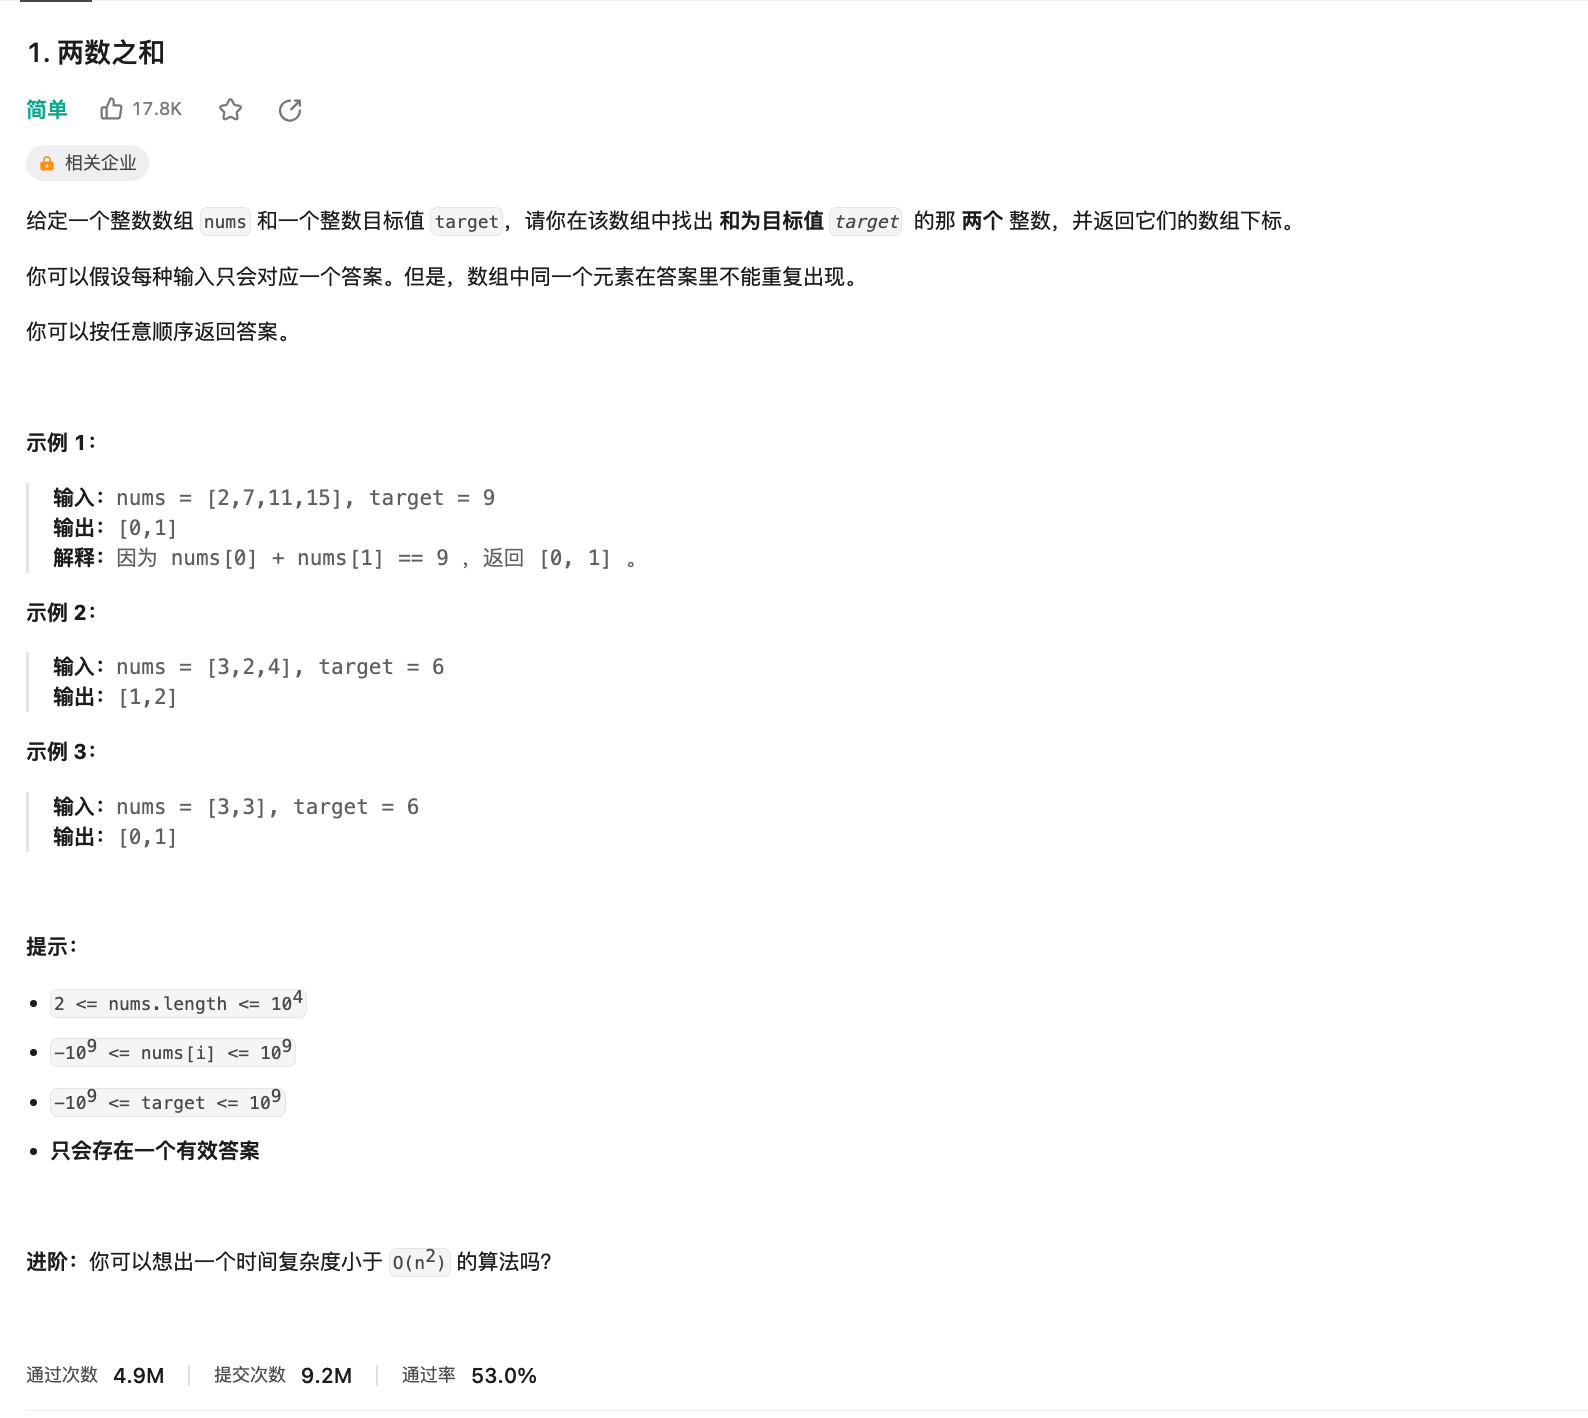 1. 两数之和
简单 17.8K
相关企业
给定一个整数数组 nums 和一个整数目标值 target，请你在该数组中找出 和为目标值 target 的那 两个 整数，并返回它们的数组下标。
你可以假设每种输入只会对应一个答案。但是，数组中同一个元素在答案里不能重复出现。
你可以按任意顺序返回答案。
示例 1：
输入：nums = [2,7,11,15], target = 9
输出：[0,1]
解释：因为 nums[0] + nums[1] == 9 ，返回 [0, 1] 。
示例 2：
输入：nums = [3,2,4], target = 6
输出：[1,2]
示例 3：
输入：nums = [3,3], target = 6
输出：[0,1]
提示：
• 2 <= nums.length <= 10⁴
• -10⁹ <= nums[i] <= 10⁹
• -10⁹ <= target <= 10⁹
• 只会存在一个有效答案
进阶：你可以想出一个时间复杂度小于 O(n²) 的算法吗？
通过次数 4.9M | 提交次数 9.2M | 通过率 53.0%